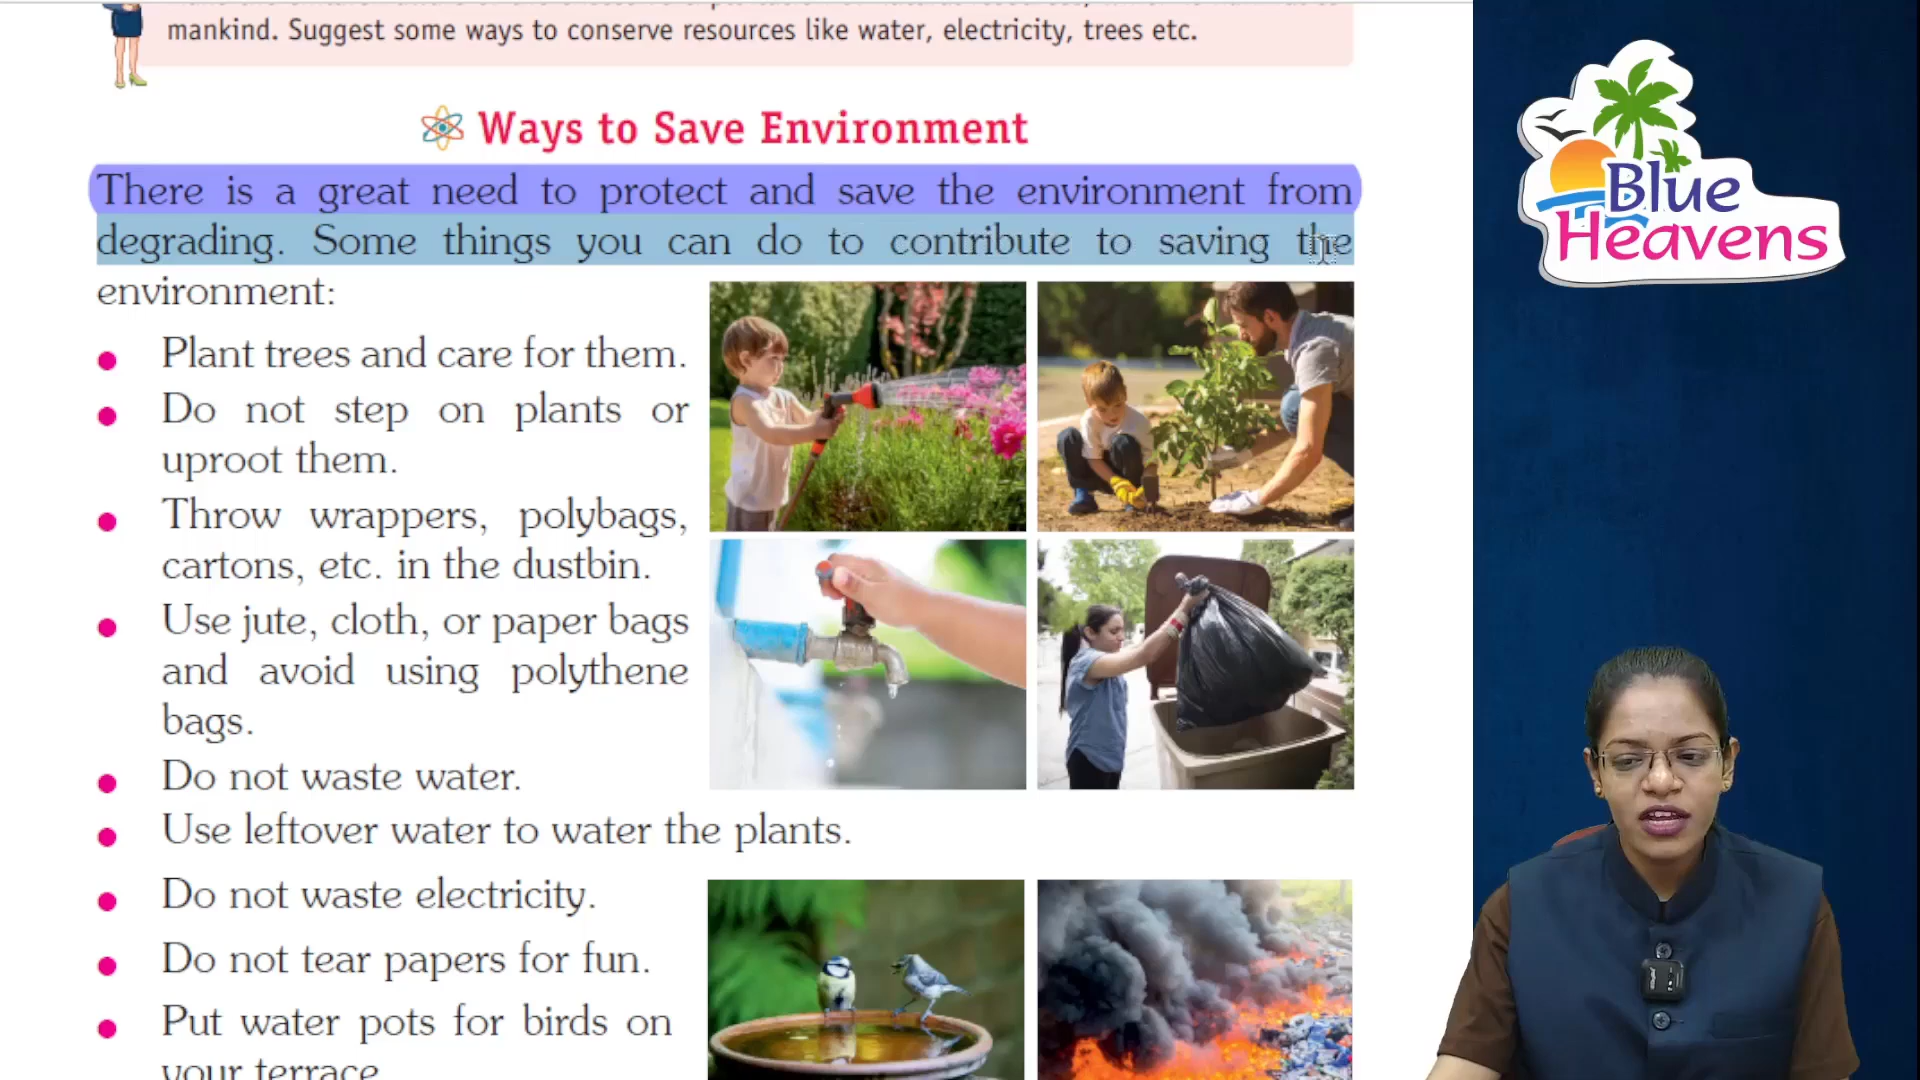 mankind. Suggest some ways to conserve resources like water, electricity, trees etc.
Ways to Save Environment
There is a great need to protect and save the environment from
degrading. Some things you can do to contribute to saving the
environment:
Plant trees and care for them.
Do not step on plants or
uproot them.
Throw wrappers, polybags,
cartons, etc. in the dustbin.
Use jute, cloth, or paper bags
and avoid using polythene
bags.
Do not waste water.
Use leftover water to water the plants.
Do not waste electricity.
Do not tear papers for fun.
Put water pots for birds on
your terrace
Blue
Heavens